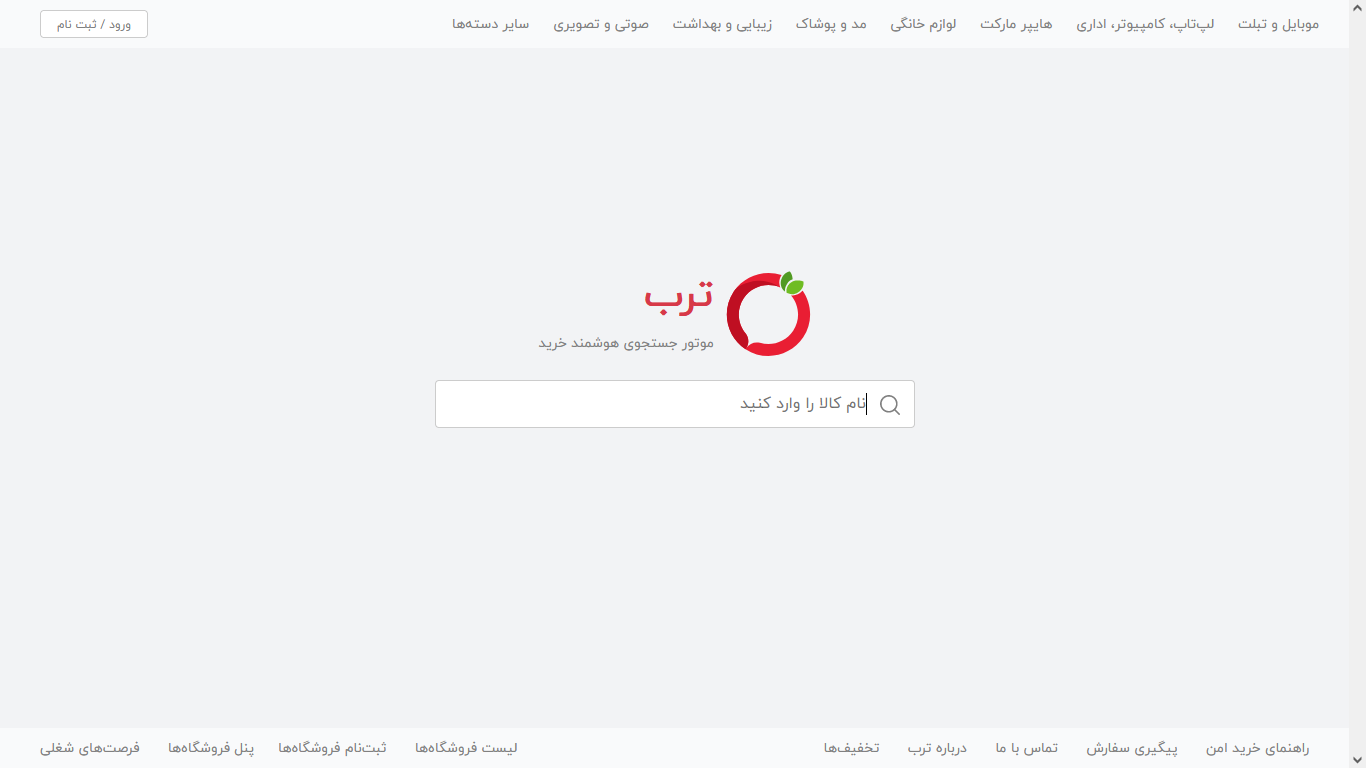 موبایل و تبلت
لپ‌تاپ، کامپیوتر، اداری
هایپر مارکت
لوازم خانگی
مد و پوشاک
زیبایی و بهداشت
صوتی و تصویری
سایر دسته‌ها
ورود / ثبت نام
ترب
موتور جستجوی هوشمند خرید
نام کالا را وارد کنید
راهنمای خرید امن
پیگیری سفارش
تماس با ما
درباره ترب
تخفیف‌ها
لیست فروشگاه‌ها
ثبت‌نام فروشگاه‌ها
پنل فروشگاه‌ها
فرصت‌های شغلی